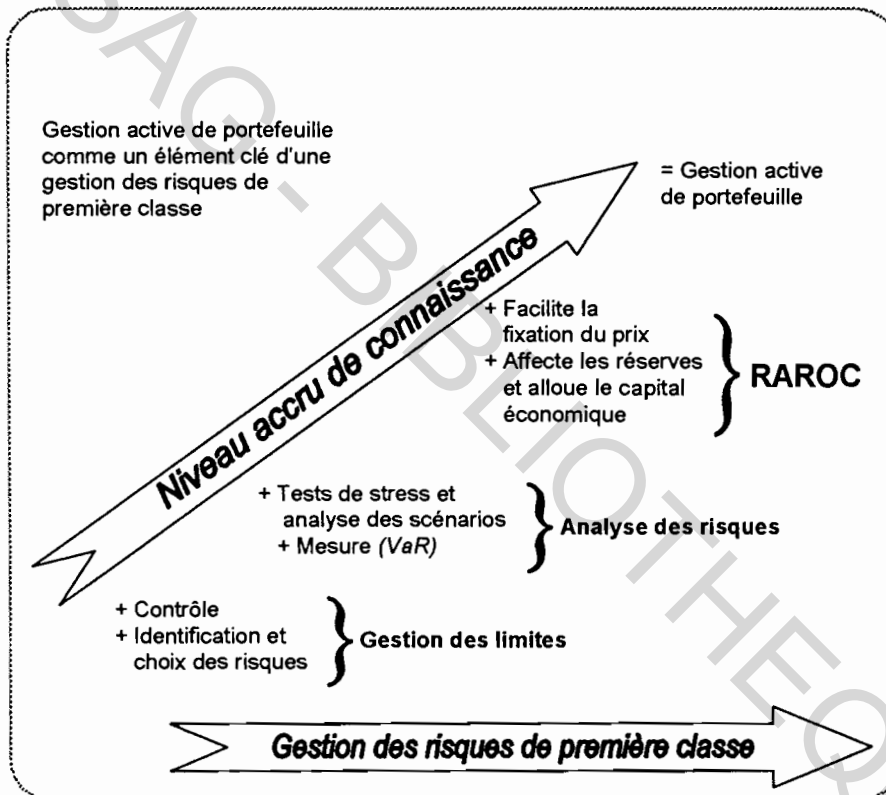 SAG - BIBLIOTHEQ
Gestion active de portefeuille
comme un élément clé d'une
gestion des risques de
première classe
= Gestion active
de portefeuille
Niveau accru de connaissance
+ Facilite la
fixation du prix
+ Affecte les réserves
et alloue le capital
économique
RAROC
+ Tests de stress et
analyse des scénarios
+ Mesure (VaR)
Analyse des risques
+ Contrôle
+ Identification et
choix des risques
Gestion des limites
Gestion des risques de première classe